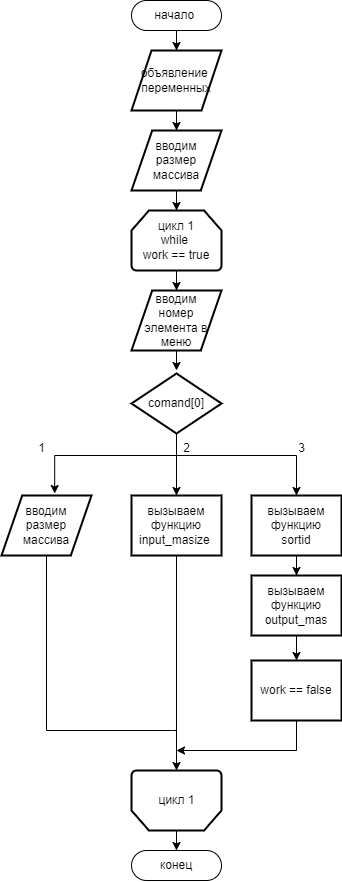 начало
объявление
переменных
вводим
размер
массива
цикл 1
while
work == true
вводим
номер
элемента в
меню
comand[0]
1
2
3
вводим
размер
массива
вызываем
функцию
input_masize
вызываем
функцию
sortid
вызываем
функцию
output_mas
work == false
цикл 1
конец